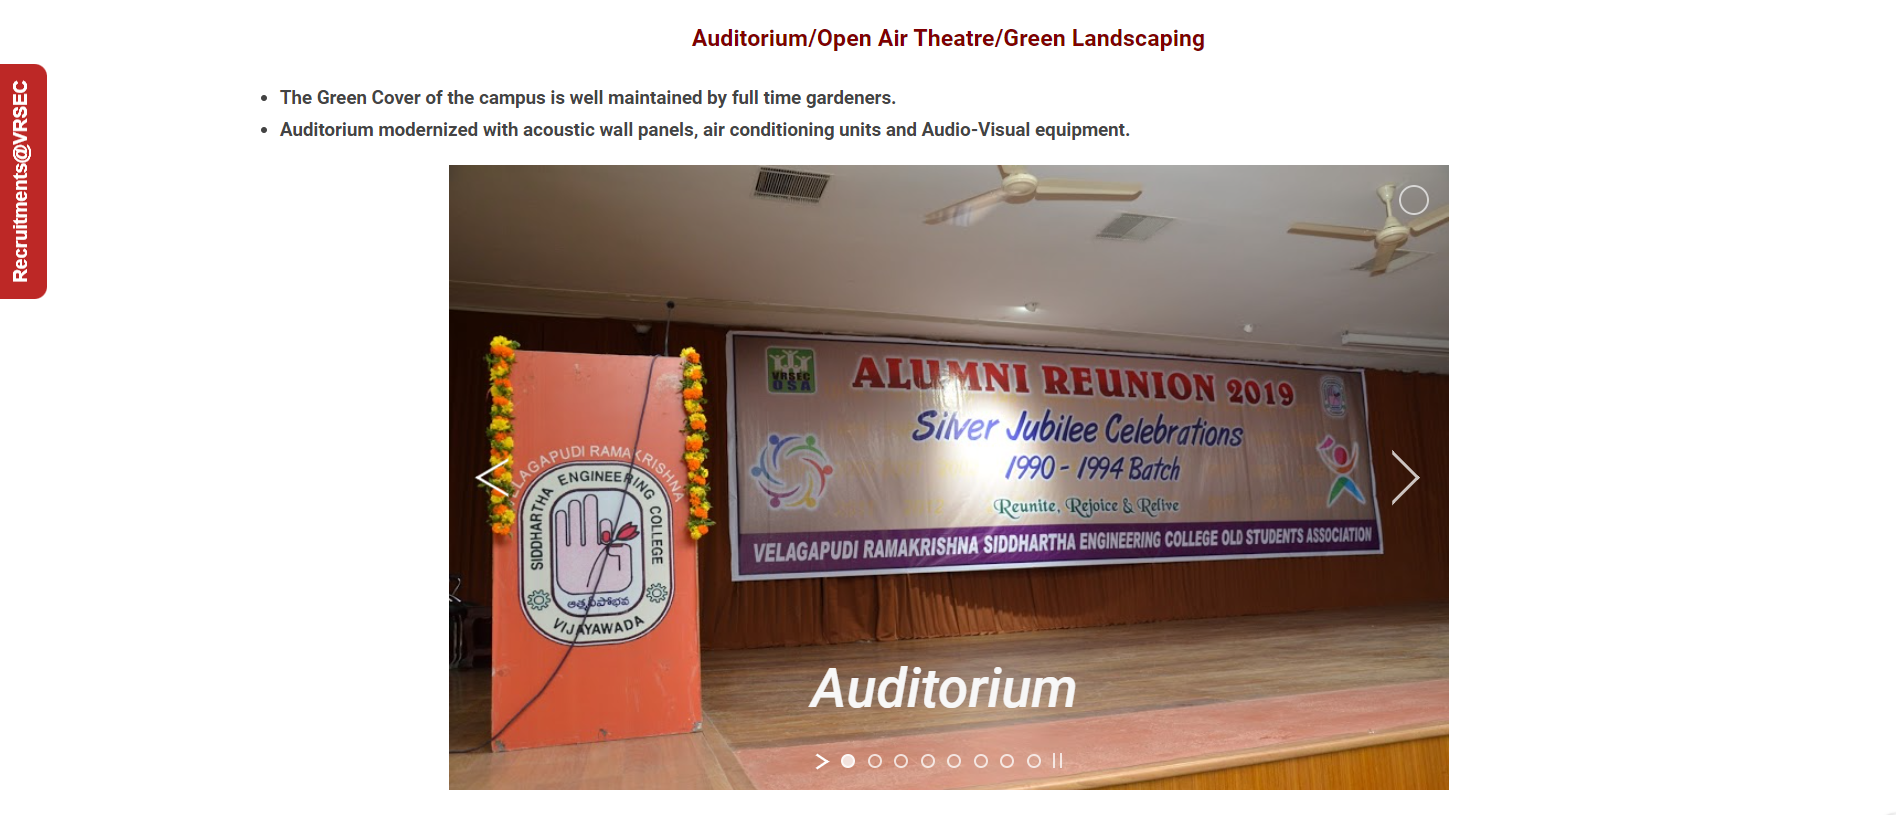 Auditorium/Open Air Theatre/Green Landscaping
Recruitments@VRSEC
The Green Cover of the campus is well maintained by full time gardeners.
Auditorium modernized with acoustic wall panels, air conditioning units and Audio-Visual equipment.
VRSEC
OSA
ALUMNI REUNION 2019
Silver Jubilee Celebrations
1990 - 1994 Batch
Reunite, Rejoice & Relive
VELAGAPUDI RAMAKRISHNA SIDDHARTHA ENGINEERING COLLEGE OLD STUDENTS ASSOCIATION
VELAGAPUDI RAMAKRISHNA
SIDDHARTHA ENGINEERING COLLEGE
VIJAYAWADA
Auditorium